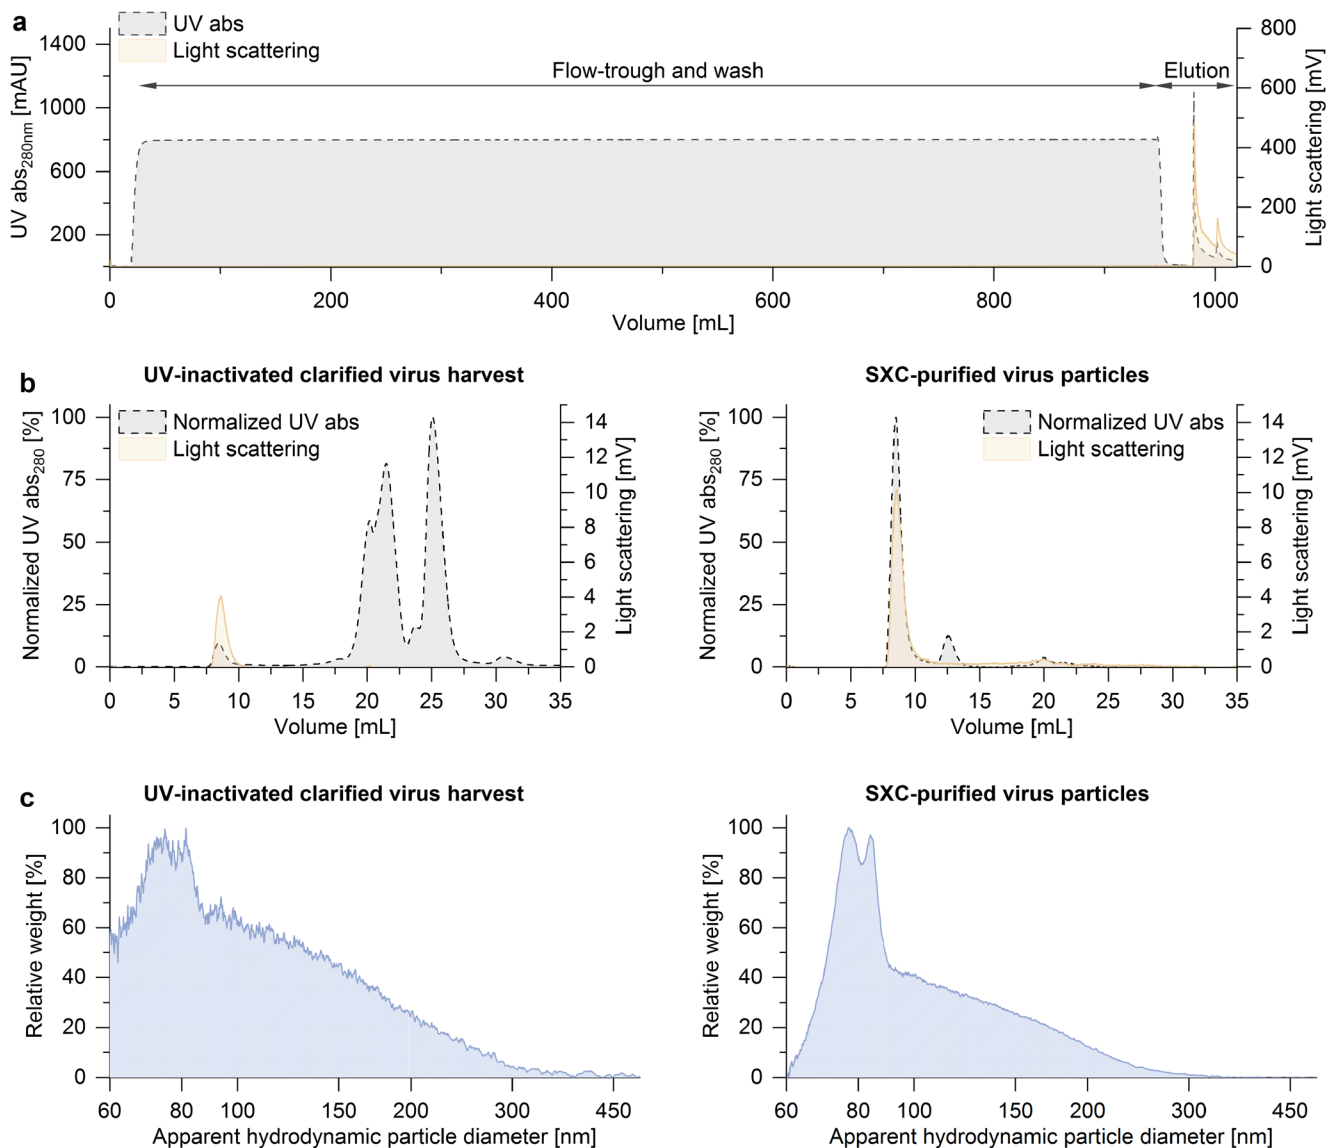 a
UV abs
Light scattering
Flow-trough and wash
Elution
UV abs280nm [mAU]
1400
1000
600
200
Light scattering [mV]
800
600
400
200
0
0 200 400 600 800 1000
Volume [mL]
b
UV-inactivated clarified virus harvest
Normalized UV abs
Light scattering
Normalized UV abs280 [%]
100
75
50
25
0
Light scattering [mV]
14
12
10
8
6
4
2
0
0 5 10 15 20 25 30 35
Volume [mL]
SXC-purified virus particles
Normalized UV abs
Light scattering
Normalized UV abs280 [%]
100
75
50
25
0
Light scattering [mV]
14
12
10
8
6
4
2
0
0 5 10 15 20 25 30 35
Volume [mL]
c
UV-inactivated clarified virus harvest
Relative weight [%]
100
80
60
40
20
0
60 80 100 150 200 300 450
Apparent hydrodynamic particle diameter [nm]
SXC-purified virus particles
Relative weight [%]
100
80
60
40
20
0
60 80 100 150 200 300 450
Apparent hydrodynamic particle diameter [nm]